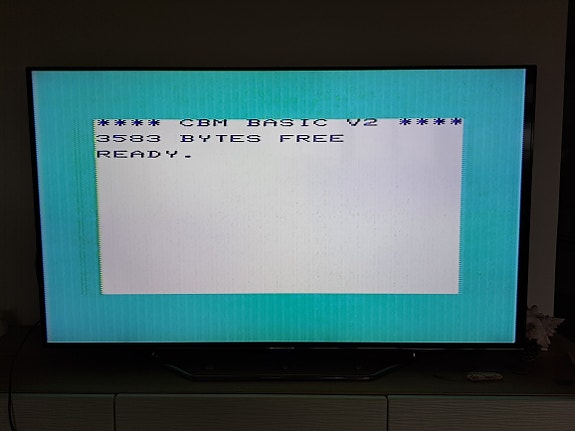 **** CBM BASIC V2 ****
3583 BYTES FREE
READY.